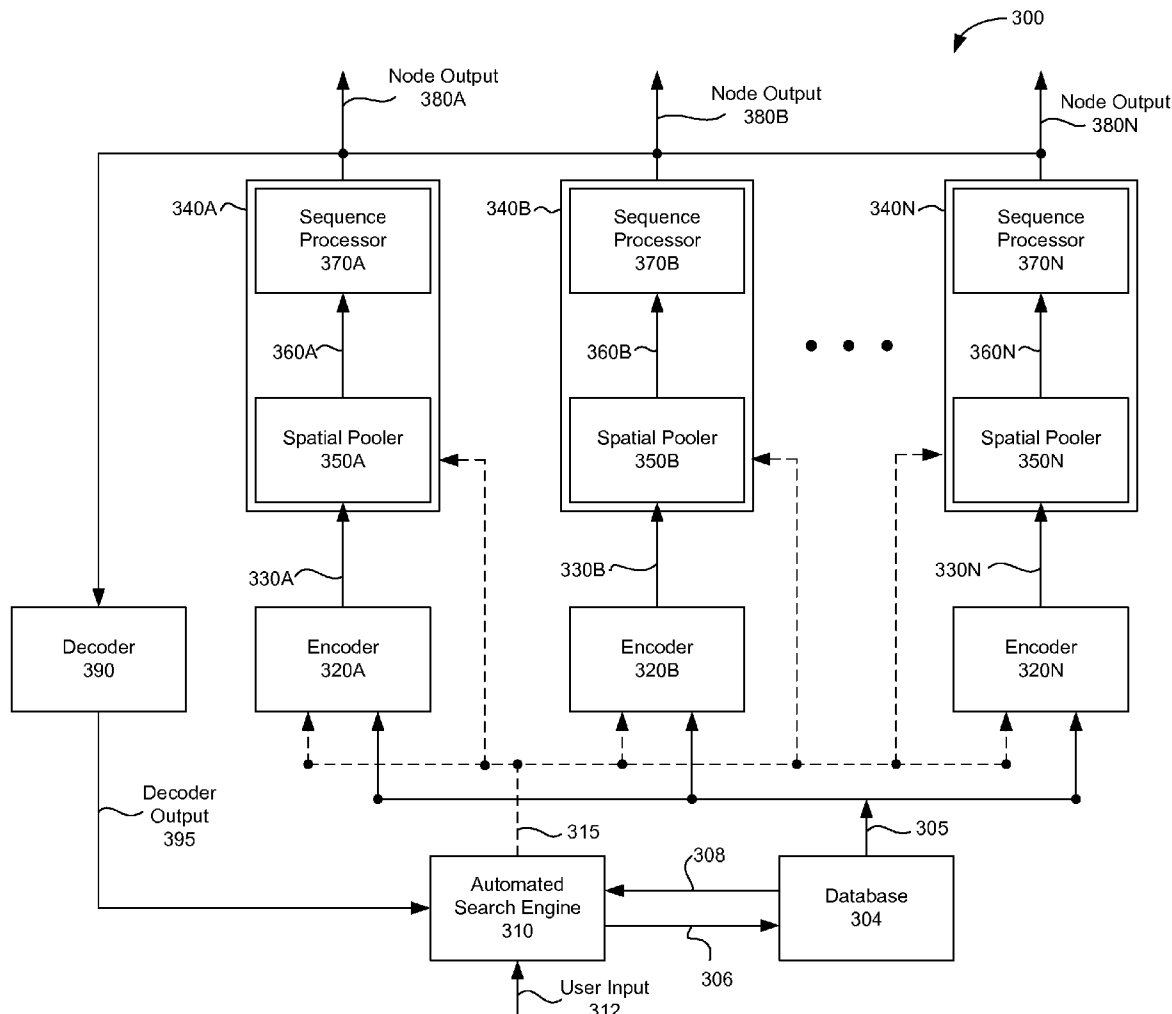 300
Node Output
380A
Node Output
380B
Node Output
380N
340A
Sequence
Processor
370A
340B
Sequence
Processor
370B
340N
Sequence
Processor
370N
360A
360B
360N
Spatial Pooler
350A
Spatial Pooler
350B
Spatial Pooler
350N
330A
330B
330N
Decoder
390
Encoder
320A
Encoder
320B
Encoder
320N
Decoder
Output
395
315
305
308
Automated
Search Engine
310
Database
304
306
User Input
312